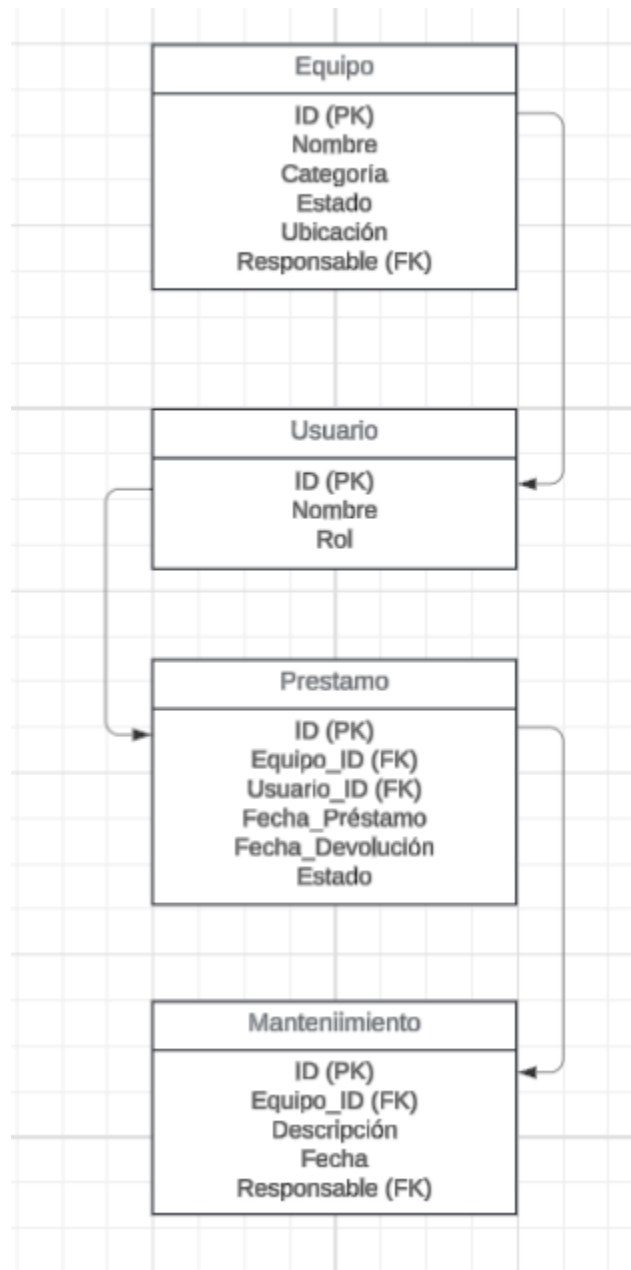 Equipo
ID (PK)
Nombre
Categoría
Estado
Ubicación
Responsable (FK)
Usuario
ID (PK)
Nombre
Rol
Prestamo
ID (PK)
Equipo_ID (FK)
Usuario_ID (FK)
Fecha_Préstamo
Fecha_Devolución
Estado
Manteniimiento
ID (PK)
Equipo_ID (FK)
Descripción
Fecha
Responsable (FK)